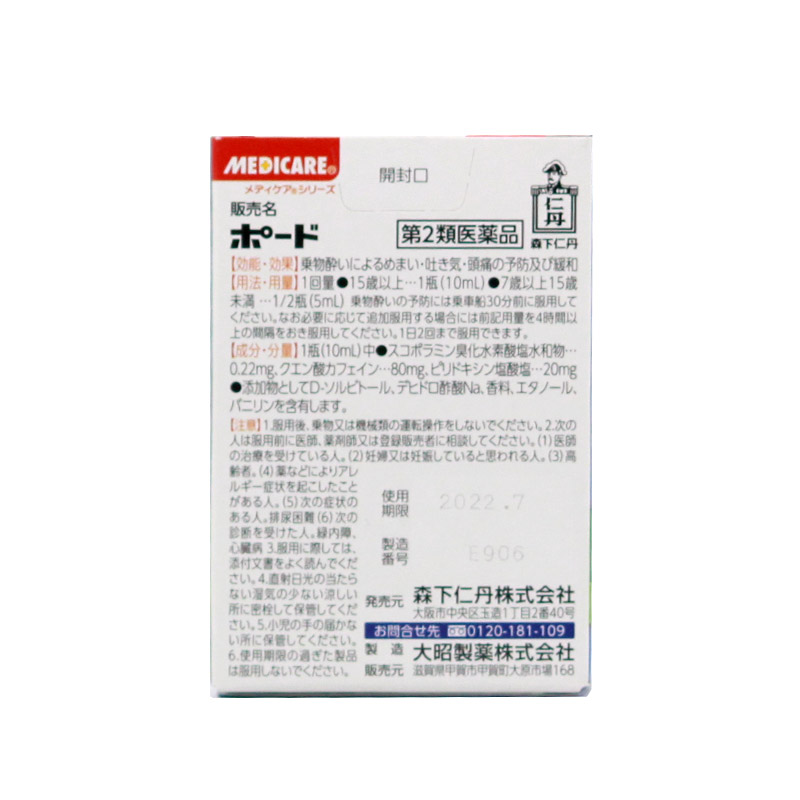 MEDICARE®
メディケア®シリーズ
開封口
仁丹
森下仁丹
販売名
ボード
第2類医薬品
【効能・効果】乗物酔いによるめまい・吐き気・頭痛の予防及び緩和
【用法・用量】1回量●15歳以上…1瓶(10mL)●7歳以上15歳
未満…1/2瓶(5mL) 乗物酔いの予防には乗車船30分前に服用して
ください。なお必要に応じて追加服用する場合には前記用量を4時間以
上の間隔をおき服用してください。1日2回まで服用できます。
【成分・分量】1瓶(10mL)中●スコポラミン臭化水素酸塩水和物…
0.22mg、クエン酸カフェイン…80mg、ピリドキシン塩酸塩…20mg
●添加物としてD-ソルビトール、デヒドロ酢酸Na、香料、エタノール、
バニリンを含有します。
【注意】1.服用後、乗物又は機械類の運転操作をしないでください。2.次の
人は服用前に医師、薬剤師又は登録販売者に相談してください。(1)医師
の治療を受けている人。(2)妊婦又は妊娠していると思われる人。(3)高
齢者。(4)薬などによりアレ
ルギー症状を起こしたこと
がある人。(5)次の症状の
ある人。排尿困難(6)次の
診断を受けた人。緑内障、
心臓病 3.服用に際しては、
添付文書をよく読んでくだ
さい。4.直射日光の当たら
ない湿気の少ない涼しい
所に密栓して保管してくだ
さい。5.小児の手の届かな
い所に保管してください。
6.使用期限の過ぎた製品
は服用しないでください。
使用
期限
2022.7
製造
番号
E906
発売元 森下仁丹株式会社
大阪市中央区玉造1丁目2番40号
お問合せ先 0120-181-109
製造
販売元
大昭製薬株式会社
滋賀県甲賀市甲賀町大原市場168